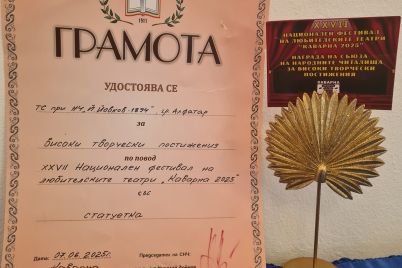 1911
ГРАМОТА
УДОСТОЯВА СЕ
ТС при НЧ „Й. Йовков - 1894", гр. Алфатар
за
високи творчески постижения
по повод
XXVII Национален фестивал на
любителските театри „Каварна 2025"
със
статуетка
Дата: 07.06.2025г.
Председател на СНЧ:
XXVII
НАЦИОНАЛЕН ФЕСТИВАЛ
НА ЛЮБИТЕЛСКИТЕ ТЕАТРИ
"КАВАРНА 2025"
НАГРАДА НА СЪЮЗА
НА НАРОДНИТЕ ЧИТАЛИЩА
ЗА ВИСОКИ ТВОРЧЕСКИ
ПОСТИЖЕНИЯ
КАВАРНА